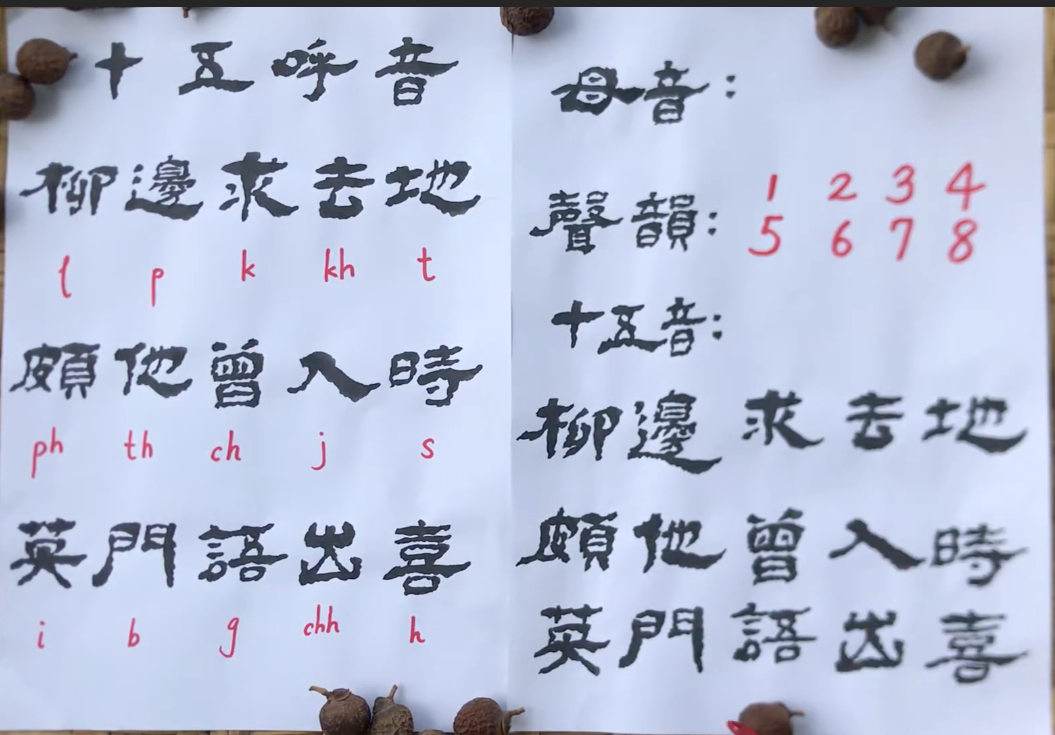 十五呼音
柳邊求去地
l p k kh t
頗他曾入時
ph th ch j s
英門語出喜
i b g chh h
母音:
聲韻: 1 2 3 4
5 6 7 8
十五音:
柳邊求去地
頗他曾入時
英門語出喜